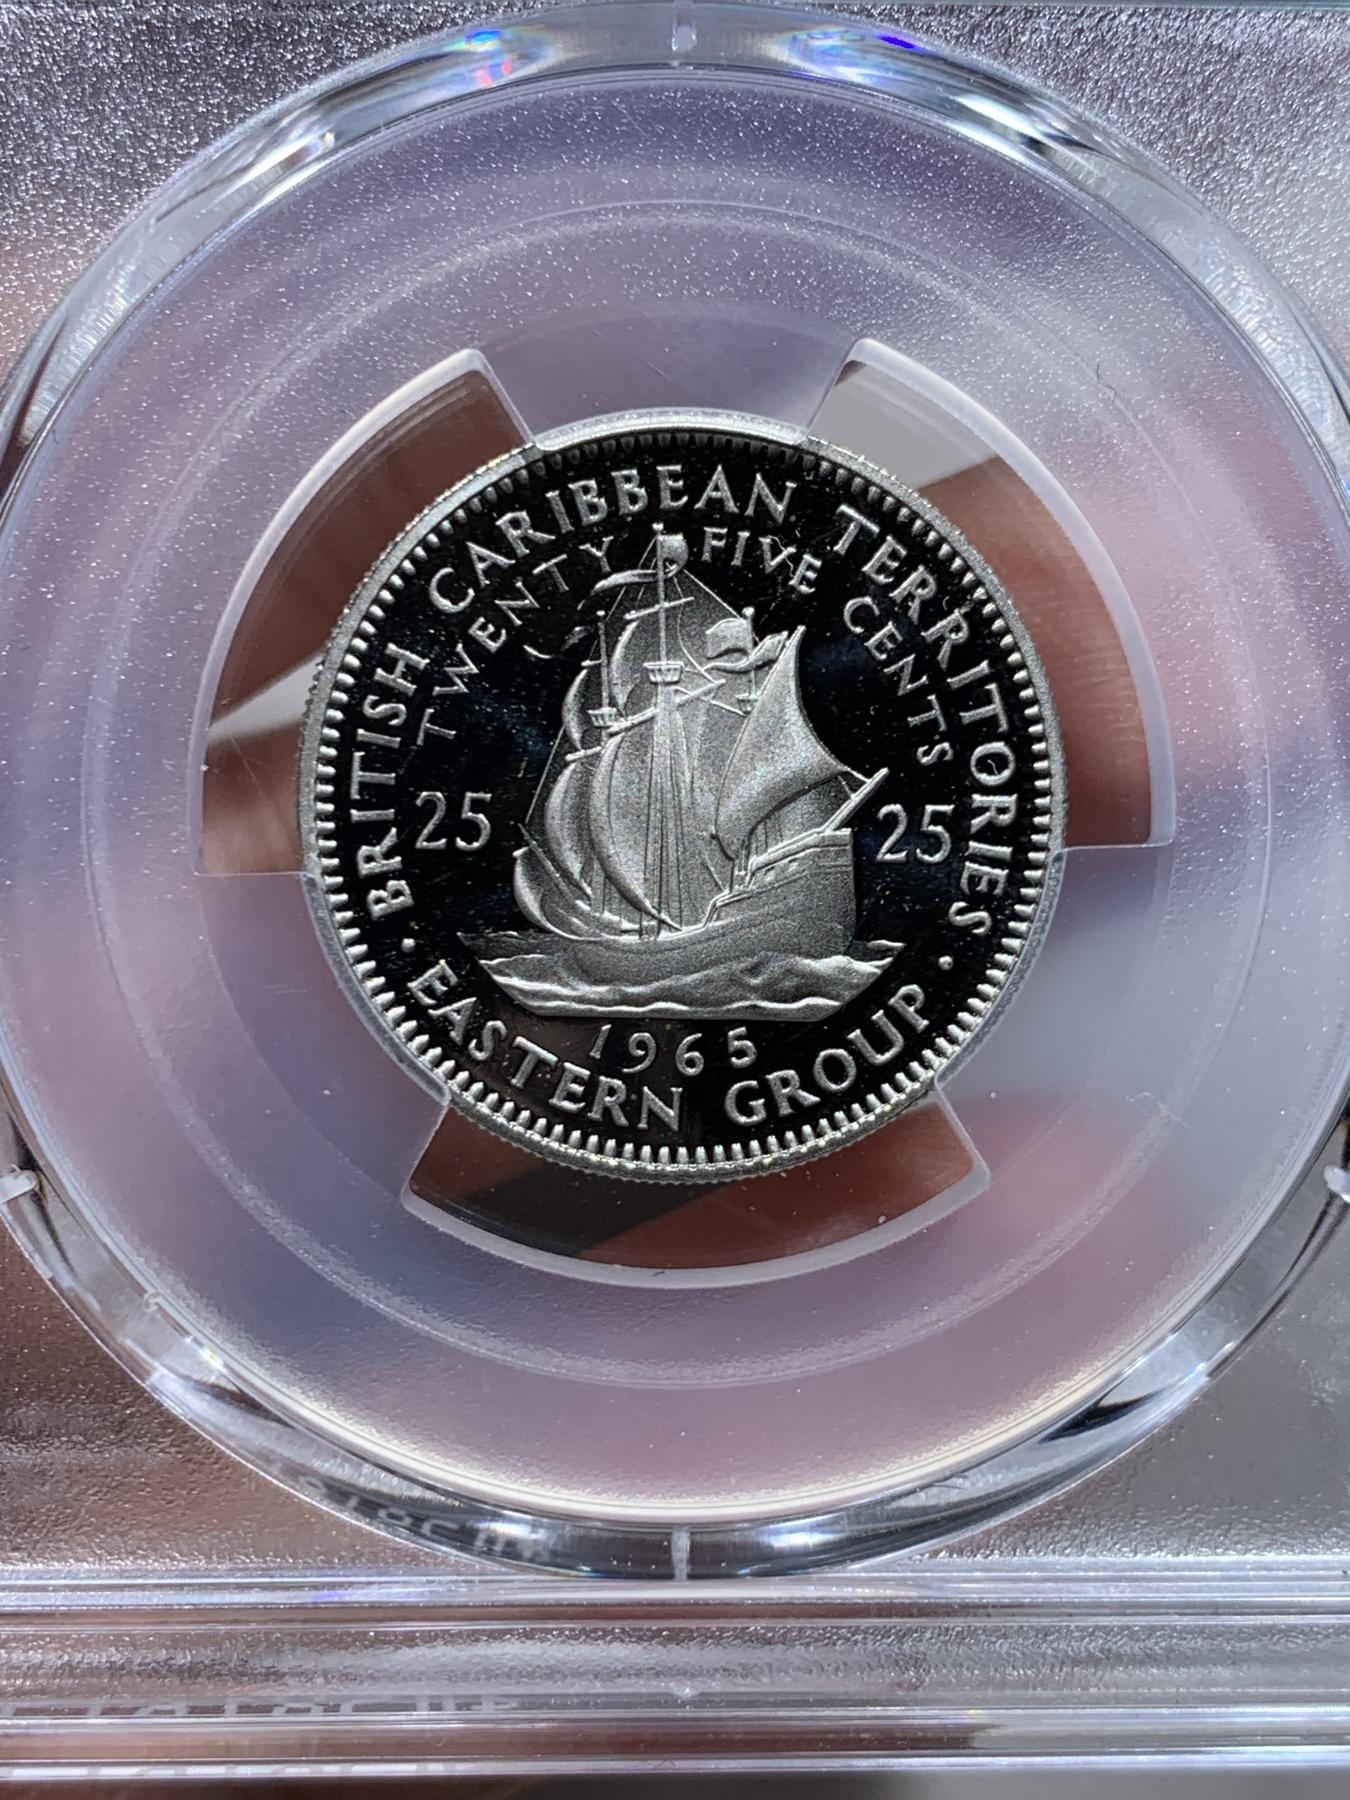 BRITISH CARIBBEAN TERRITORIES
TWENTY FIVE CENTS
25 25
1965
· EASTERN GROUP ·